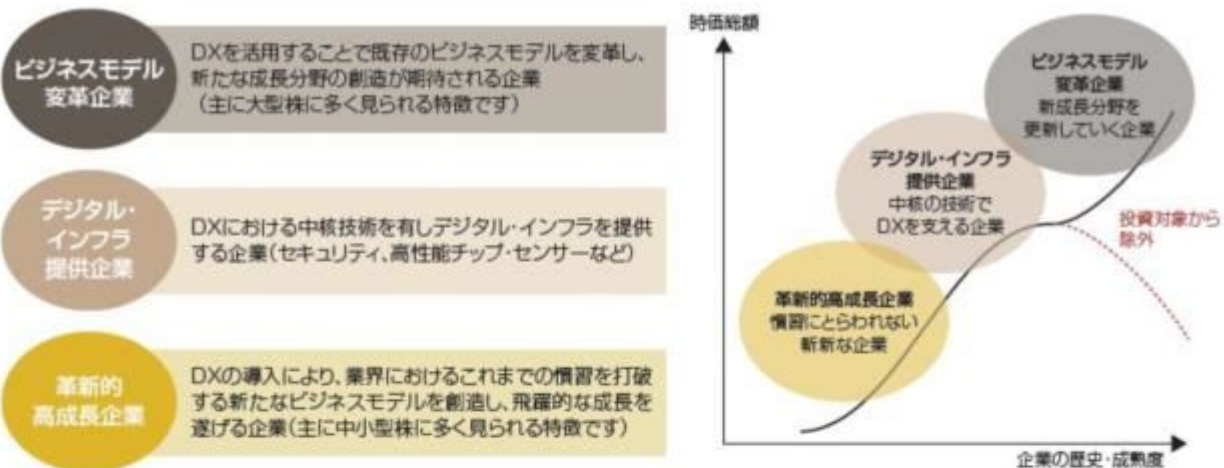 ビジネスモデル
変革企業
DXを活用することで既存のビジネスモデルを変革し、
新たな成長分野の創造が期待される企業
(主に大型株に多く見られる特徴です)
デジタル・
インフラ
提供企業
DXにおける中核技術を有しデジタル・インフラを提供
する企業(セキュリティ、高性能チップ・センサーなど)
革新的
高成長企業
DXの導入により、業界におけるこれまでの慣習を打破
する新たなビジネスモデルを創造し、飛躍的な成長を
遂げる企業(主に中小型株に多く見られる特徴です)
時価総額
ビジネスモデル
変革企業
新成長分野を
更新していく企業
デジタル・インフラ
提供企業
中核の技術で
DXを支える企業
投資対象から
除外
革新的高成長企業
慣習にとらわれない
斬新な企業
企業の歴史・成熟度